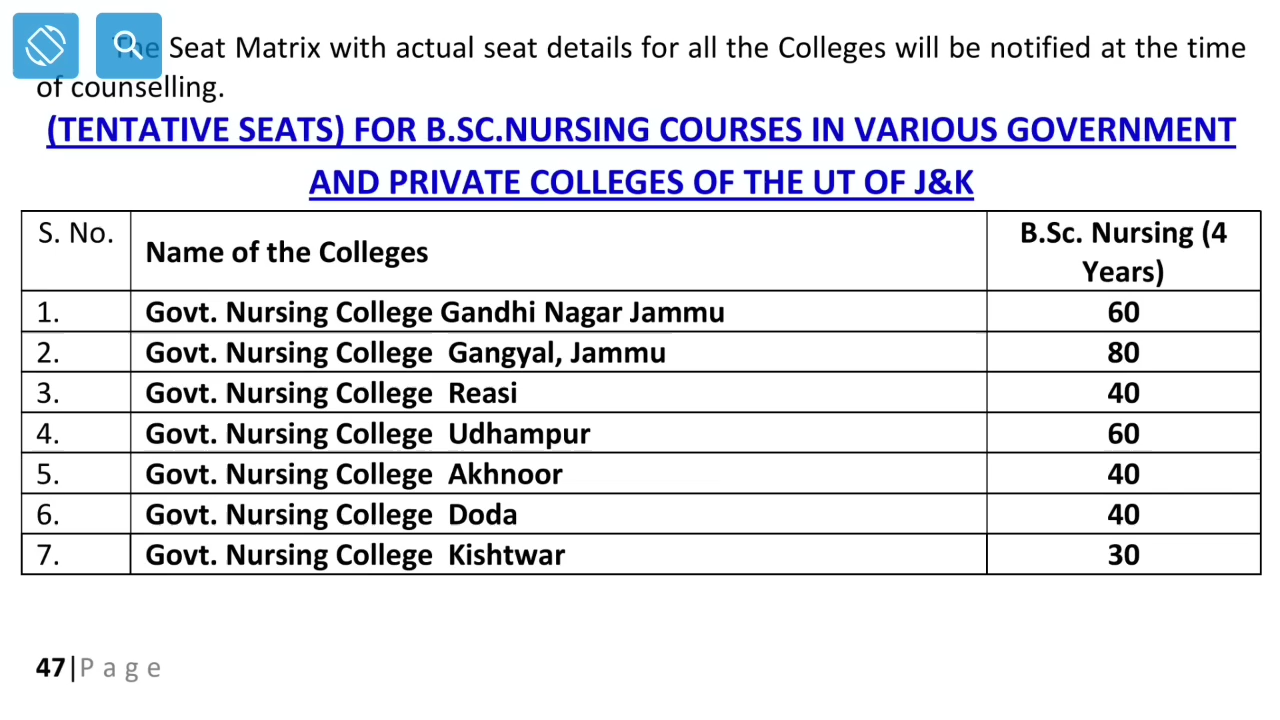 The Seat Matrix with actual seat details for all the Colleges will be notified at the time
of counselling.
(TENTATIVE SEATS) FOR B.SC.NURSING COURSES IN VARIOUS GOVERNMENT
AND PRIVATE COLLEGES OF THE UT OF J&K
S. No. Name of the Colleges B.Sc. Nursing (4
Years)
1. Govt. Nursing College Gandhi Nagar Jammu 60
2. Govt. Nursing College Gangyal, Jammu 80
3. Govt. Nursing College Reasi 40
4. Govt. Nursing College Udhampur 60
5. Govt. Nursing College Akhnoor 40
6. Govt. Nursing College Doda 40
7. Govt. Nursing College Kishtwar 30
47|Page